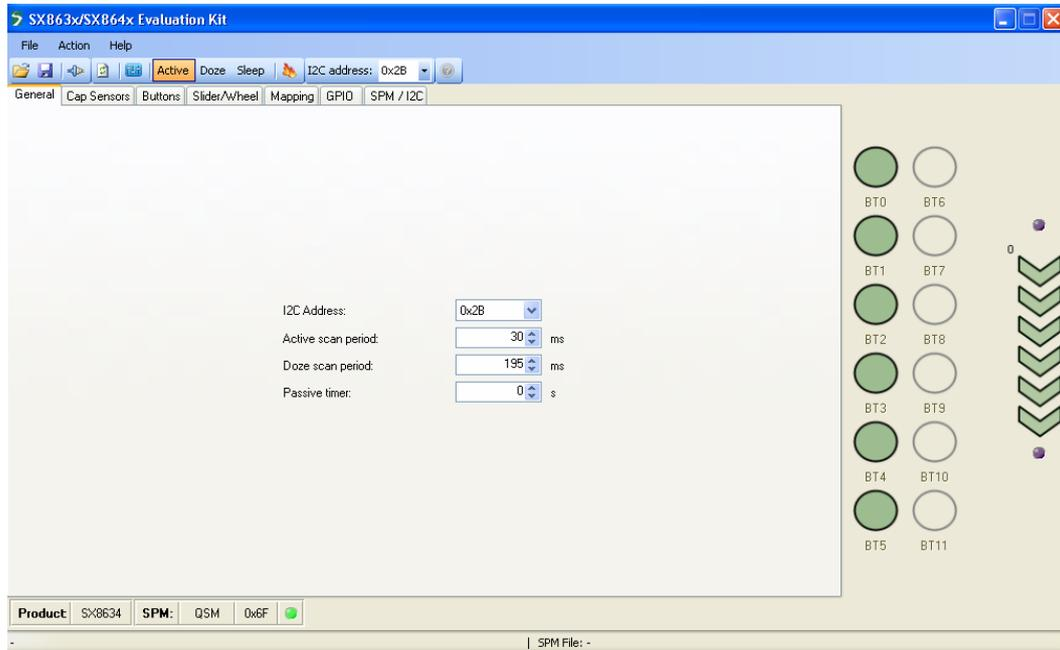 SX863x/SX864x Evaluation Kit
File Action Help
Active Doze Sleep I2C address: 0x2B
General Cap Sensors Buttons Slider/Wheel Mapping GPIO SPM / I2C
I2C Address: 0x2B
Active scan period: 30 ms
Doze scan period: 195 ms
Passive timer: 0 s
BT0 BT6
0
BT1 BT7
BT2 BT8
BT3 BT9
BT4 BT10
BT5 BT11
Product SX8634 SPM: QSM 0x6F
- | SPM File: -